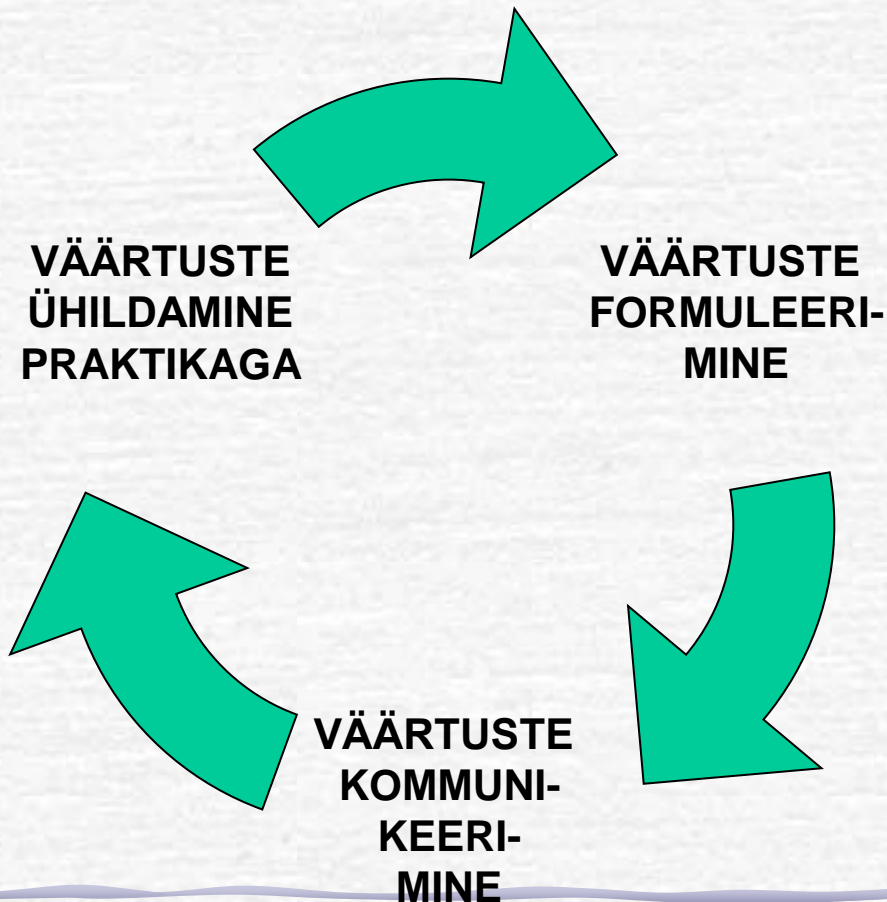 VÄÄRTUSTE
ÜHILDAMINE
PRAKTIKAGA
VÄÄRTUSTE
FORMULEERI-
MINE
VÄÄRTUSTE
KOMMUNI-
KEERI-
MINE